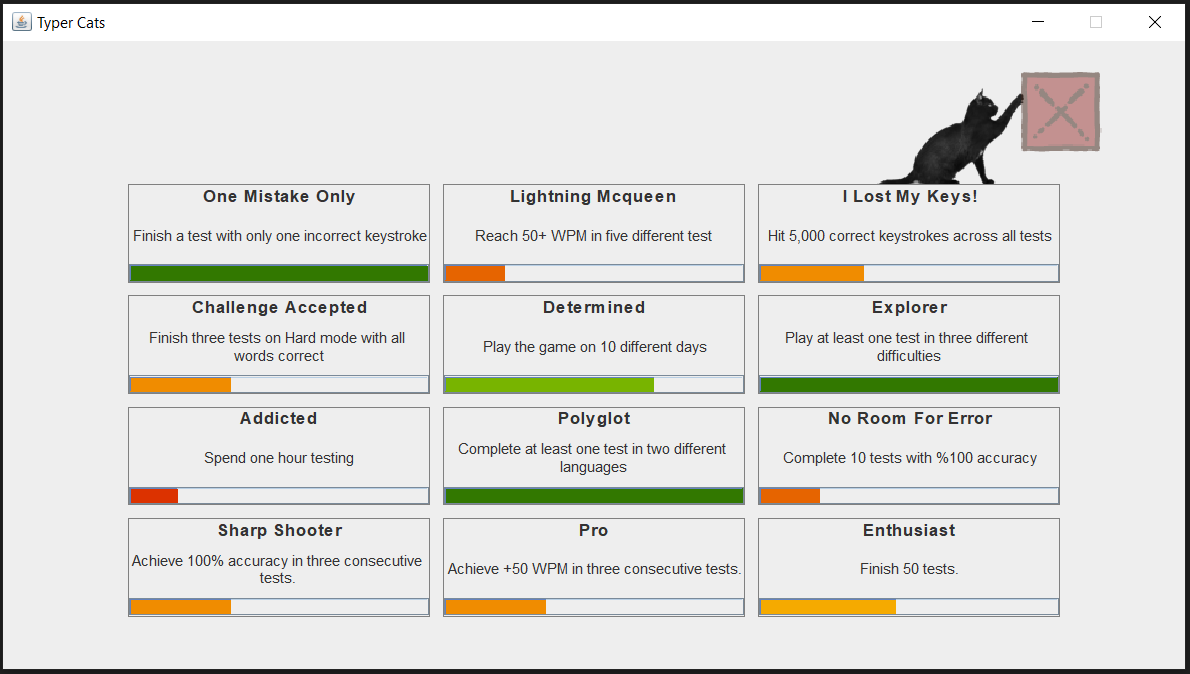 Typer Cats
One Mistake Only
Finish a test with only one incorrect keystroke
Lightning Mcqueen
Reach 50+ WPM in five different test
I Lost My Keys!
Hit 5,000 correct keystrokes across all tests
Challenge Accepted
Finish three tests on Hard mode with all
words correct
Determined
Play the game on 10 different days
Explorer
Play at least one test in three different
difficulties
Addicted
Spend one hour testing
Polyglot
Complete at least one test in two different
languages
No Room For Error
Complete 10 tests with %100 accuracy
Sharp Shooter
Achieve 100% accuracy in three consecutive
tests.
Pro
Achieve +50 WPM in three consecutive tests.
Enthusiast
Finish 50 tests.